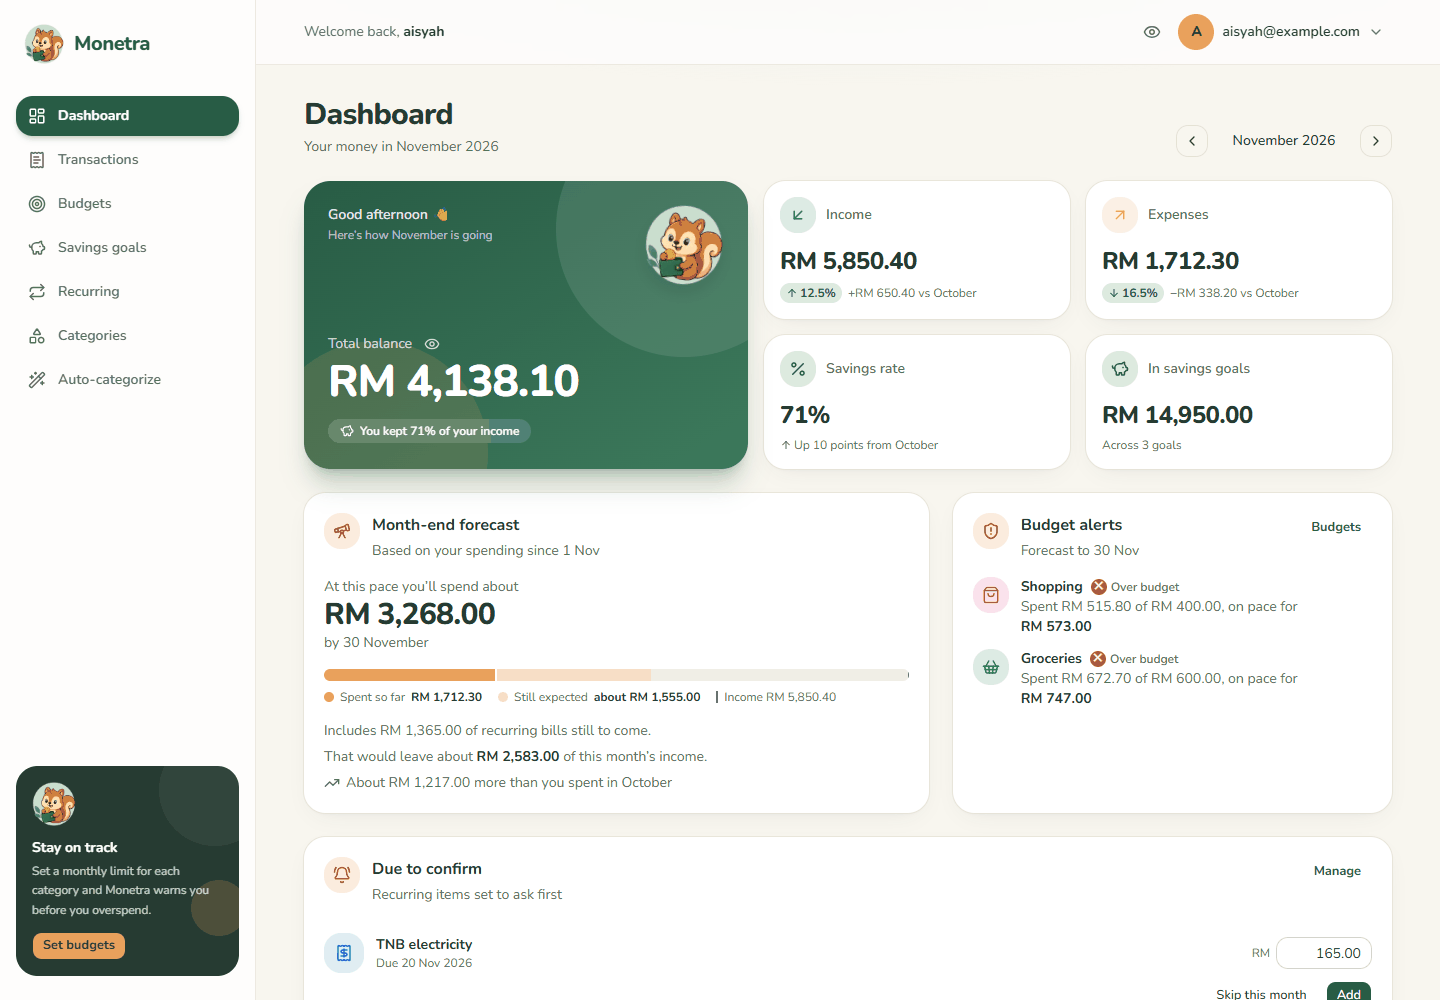 Monetra
Dashboard
Transactions
Budgets
Savings goals
Recurring
Categories
Auto-categorize
Stay on track
Set a monthly limit for each
category and Monetra warns you
before you overspend.
Set budgets
Welcome back, aisyah
A aisyah@example.com
Dashboard
Your money in November 2026
November 2026
Good afternoon 👋
Here's how November is going
Total balance
RM 4,138.10
You kept 71% of your income
Income
RM 5,850.40
↑ 12.5% +RM 650.40 vs October
Expenses
RM 1,712.30
↓ 16.5% −RM 338.20 vs October
Savings rate
71%
↑ Up 10 points from October
In savings goals
RM 14,950.00
Across 3 goals
Month-end forecast
Based on your spending since 1 Nov
At this pace you'll spend about
RM 3,268.00
by 30 November
Spent so far RM 1,712.30 Still expected about RM 1,555.00 Income RM 5,850.40
Includes RM 1,365.00 of recurring bills still to come.
That would leave about RM 2,583.00 of this month's income.
About RM 1,217.00 more than you spent in October
Budget alerts
Budgets
Forecast to 30 Nov
Shopping Over budget
Spent RM 515.80 of RM 400.00, on pace for
RM 573.00
Groceries Over budget
Spent RM 672.70 of RM 600.00, on pace for
RM 747.00
Due to confirm
Manage
Recurring items set to ask first
TNB electricity
Due 20 Nov 2026
RM 165.00
Skip this month Add